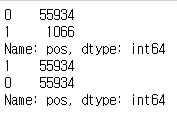 0    55934
1     1066
Name: pos, dtype: int64
1    55934
0    55934
Name: pos, dtype: int64